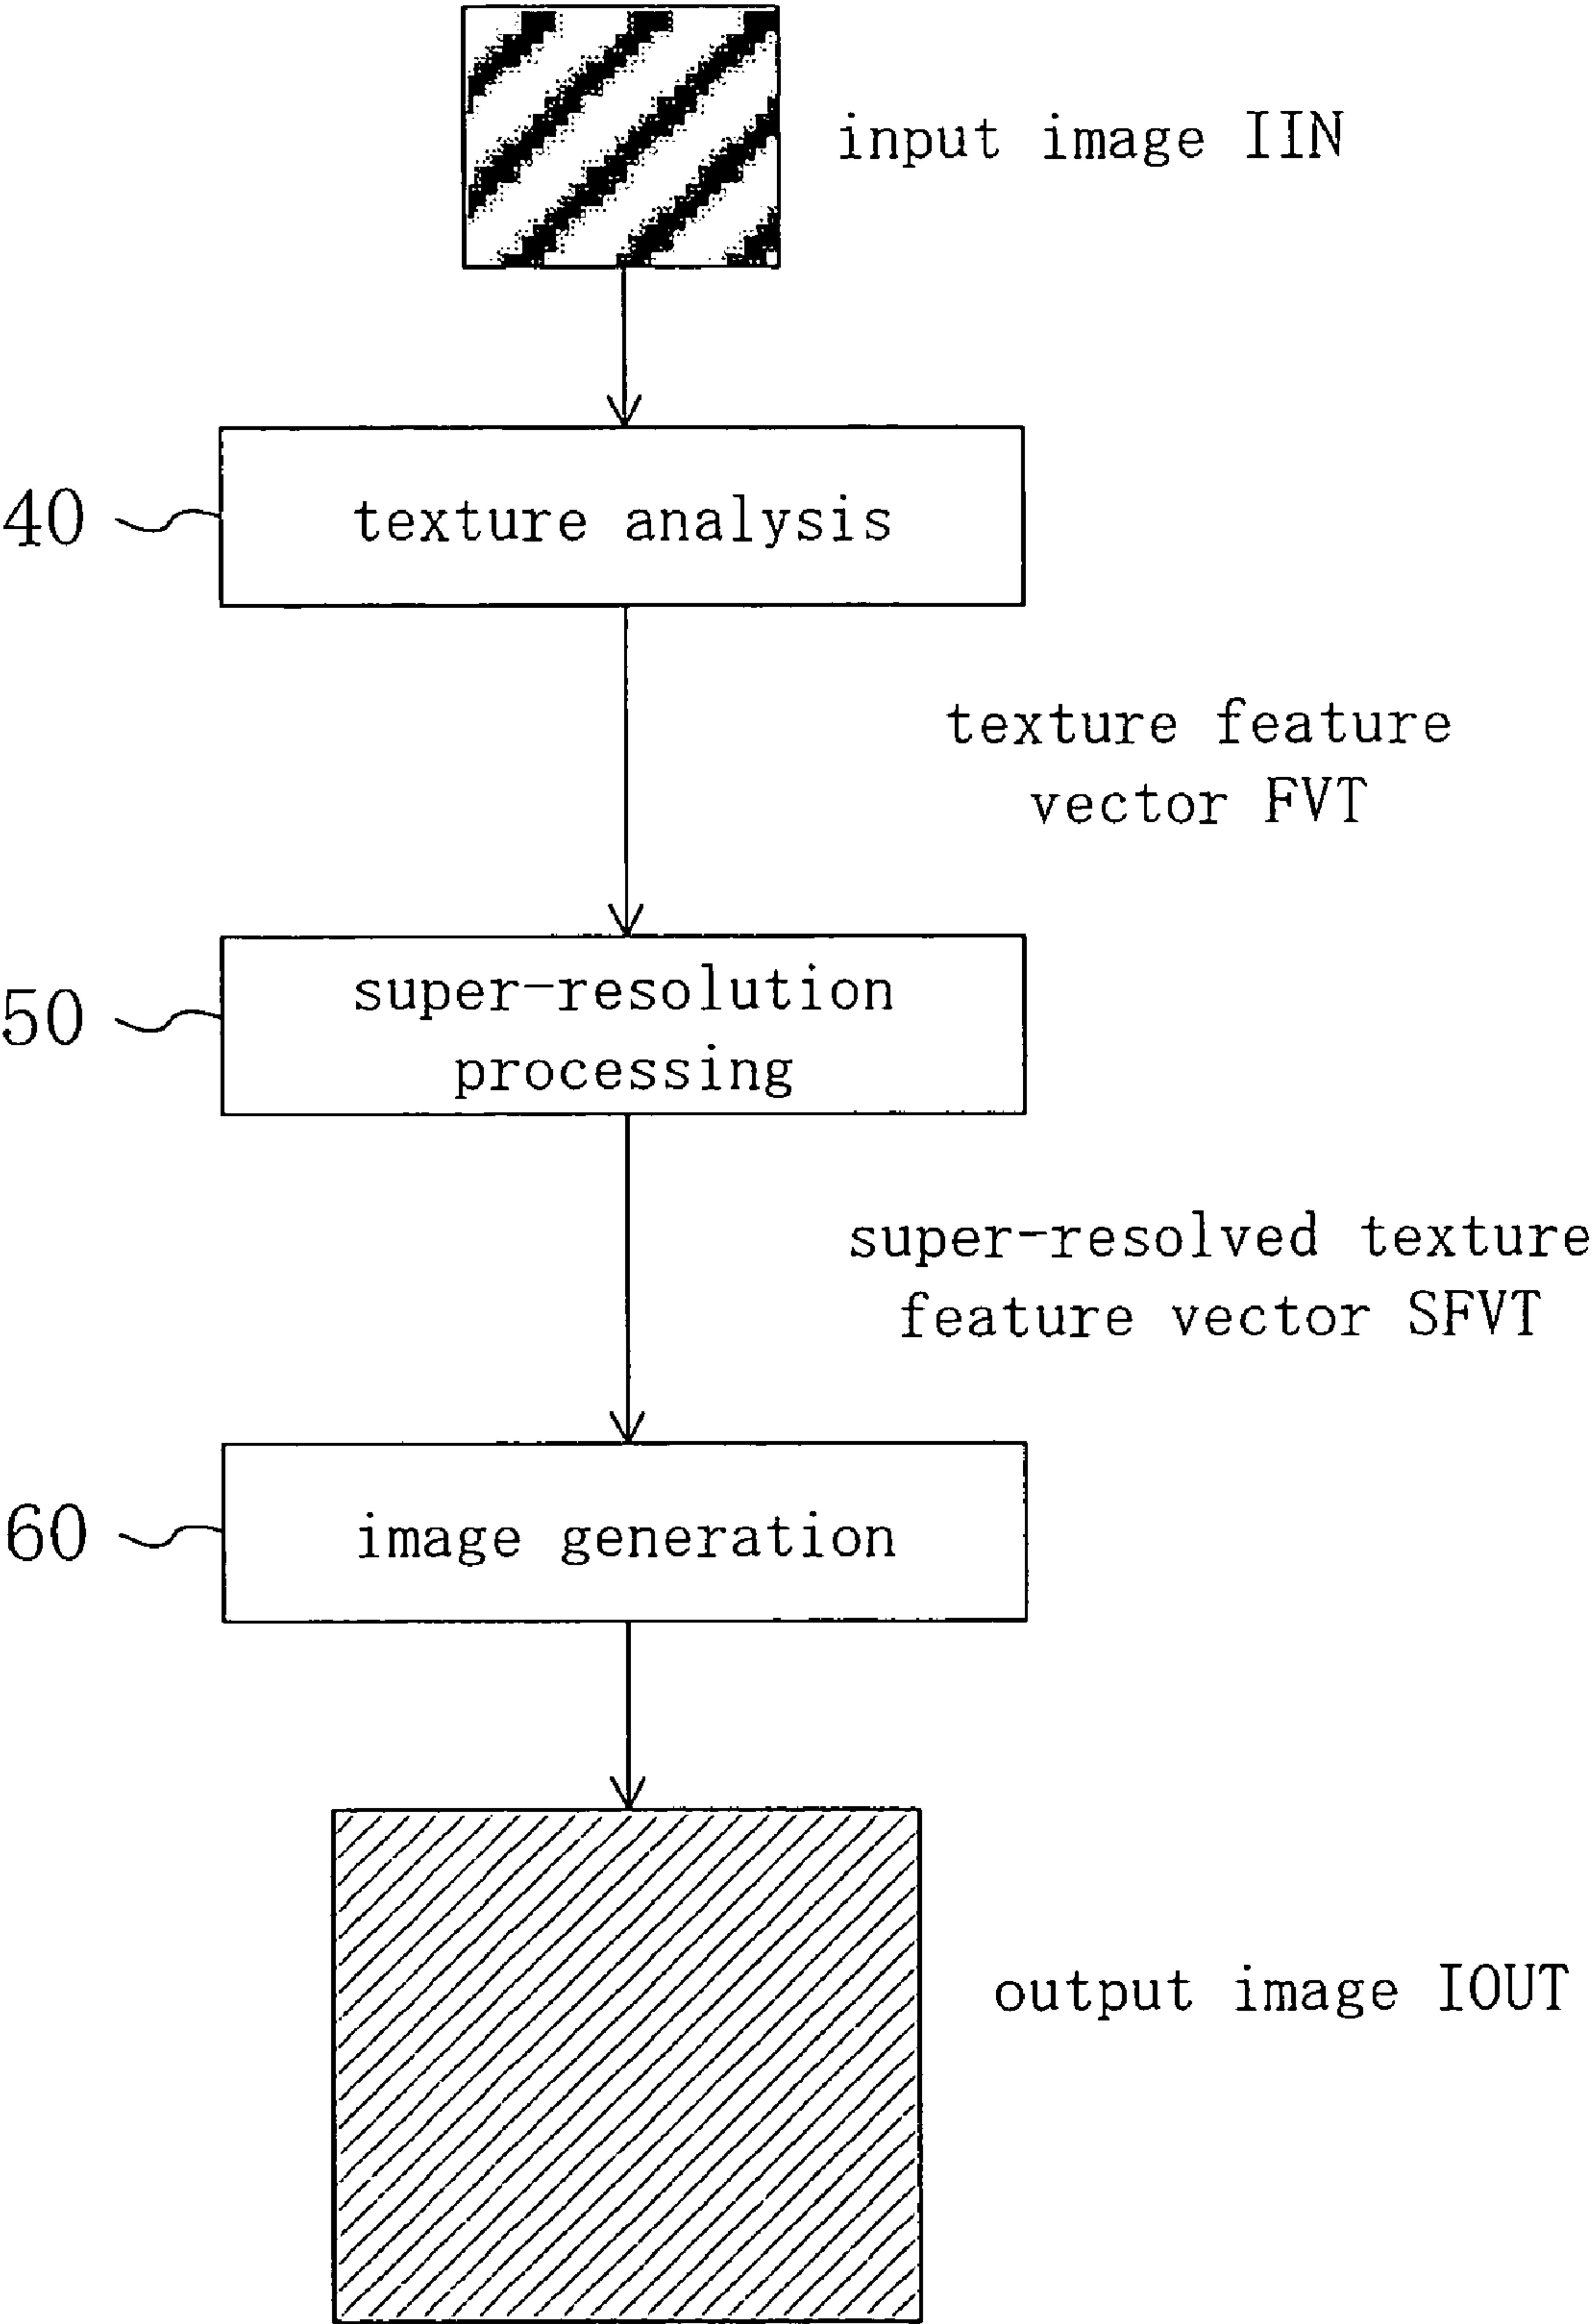 input image IIN
40
texture analysis
texture feature
vector FVT
50
super-resolution
processing
super-resolved texture
feature vector SFVT
60
image generation
output image IOUT